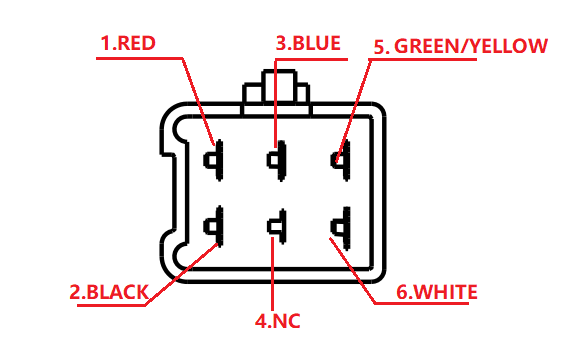 1.RED
3.BLUE
5. GREEN/YELLOW
2.BLACK
4.NC
6.WHITE